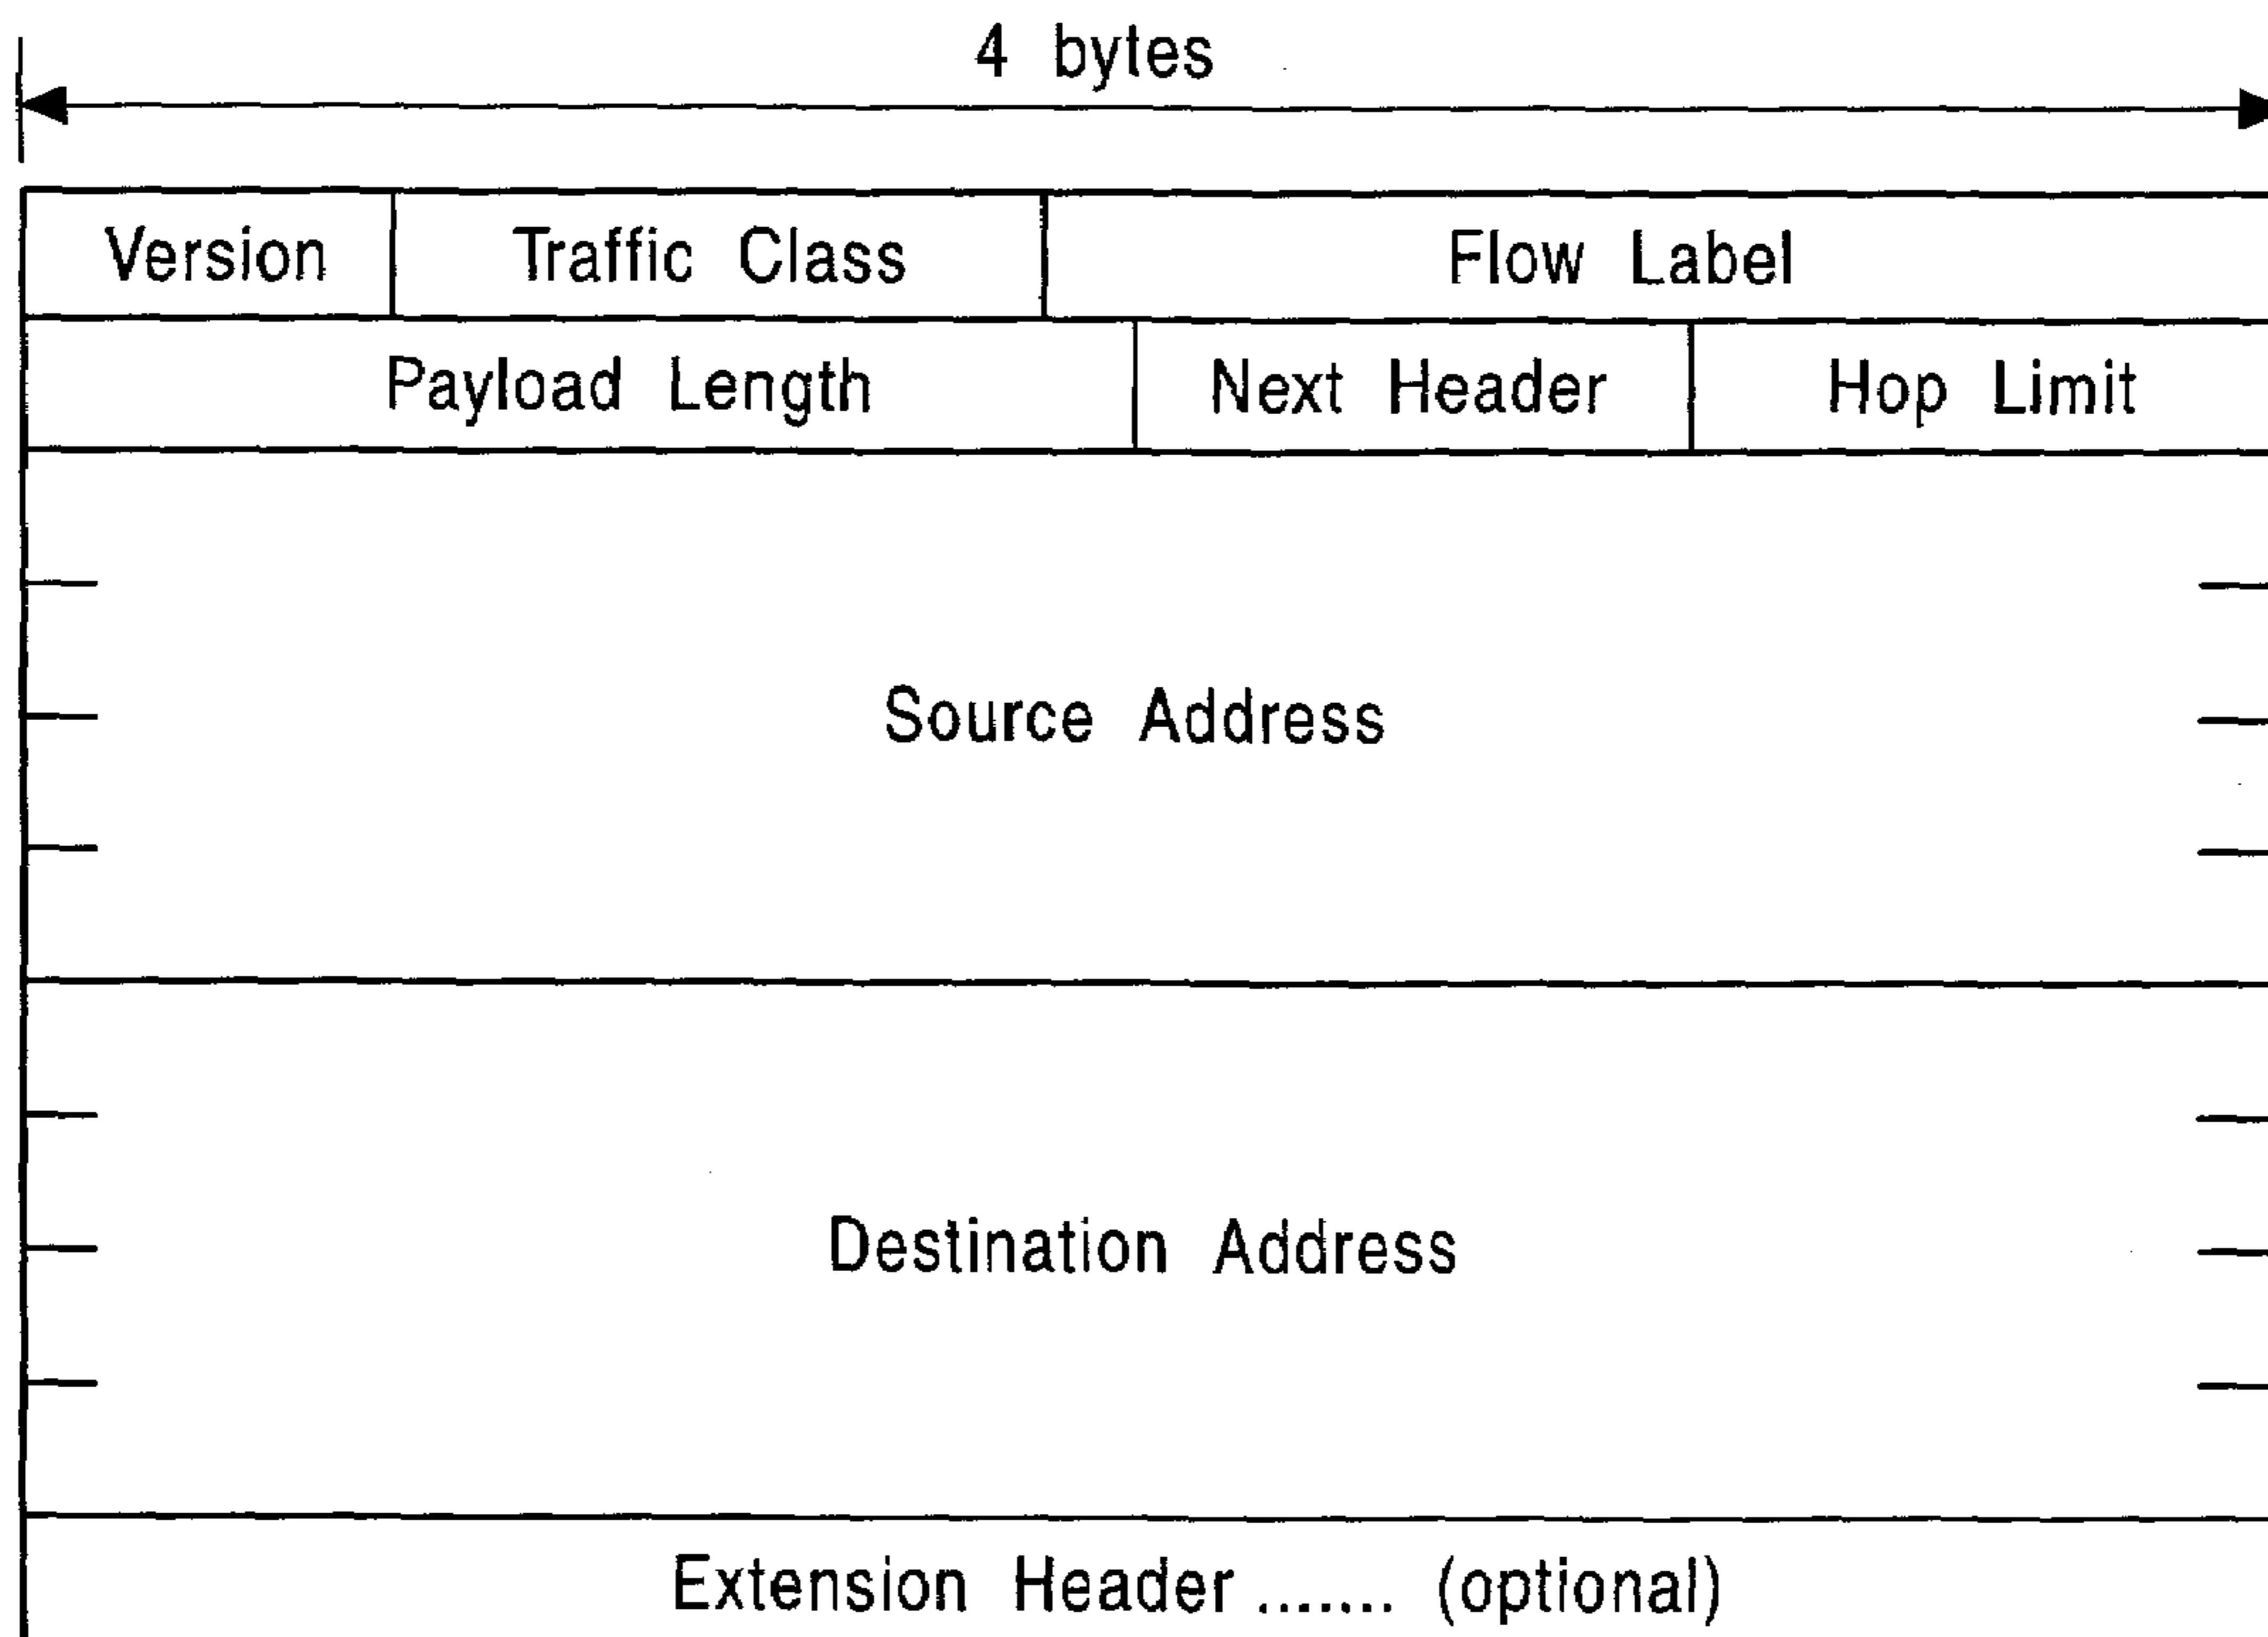 4 bytes
Version Traffic Class Flow Label
Payload Length Next Header Hop Limit
Source Address
Destination Address
Extension Header ....... (optional)